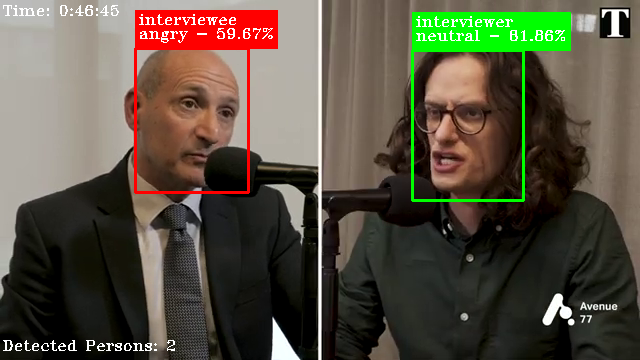 Time: 0:46:45
interviewee
angry - 59.67%
interviewer
neutral - 61.86%
T
Avenue
77
Detected Persons: 2